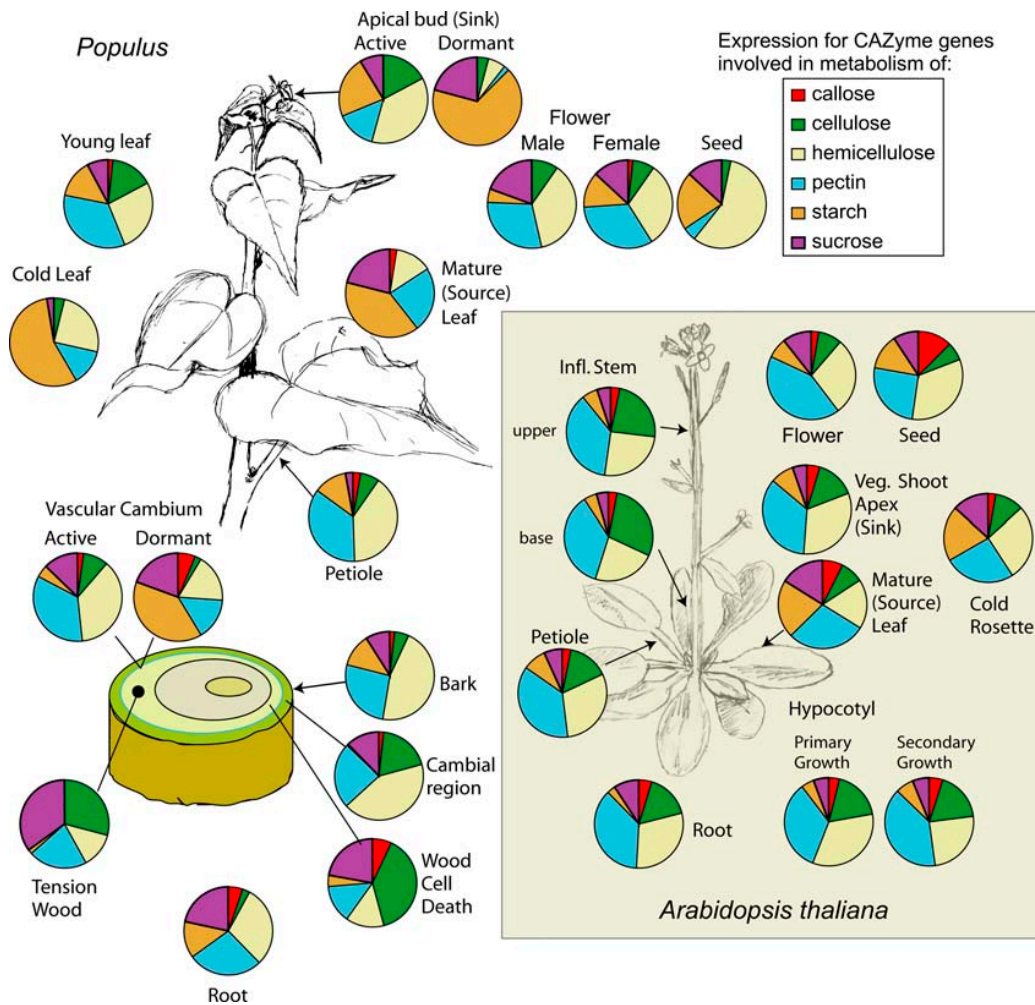 Populus
Apical bud (Sink)
Active
Dormant
Expression for CAZyme genes
involved in metabolism of:
callose
cellulose
hemicellulose
pectin
starch
sucrose
Young leaf
Flower
Male
Female
Seed
Cold Leaf
Mature
(Source)
Leaf
Petiole
Vascular Cambium
Active
Dormant
Bark
Cambial
region
Tension
Wood
Wood
Cell
Death
Root
Infl. Stem
upper
base
Flower
Seed
Veg. Shoot
Apex
(Sink)
Mature
(Source)
Leaf
Cold
Rosette
Petiole
Hypocotyl
Primary
Growth
Secondary
Growth
Root
Arabidopsis thaliana